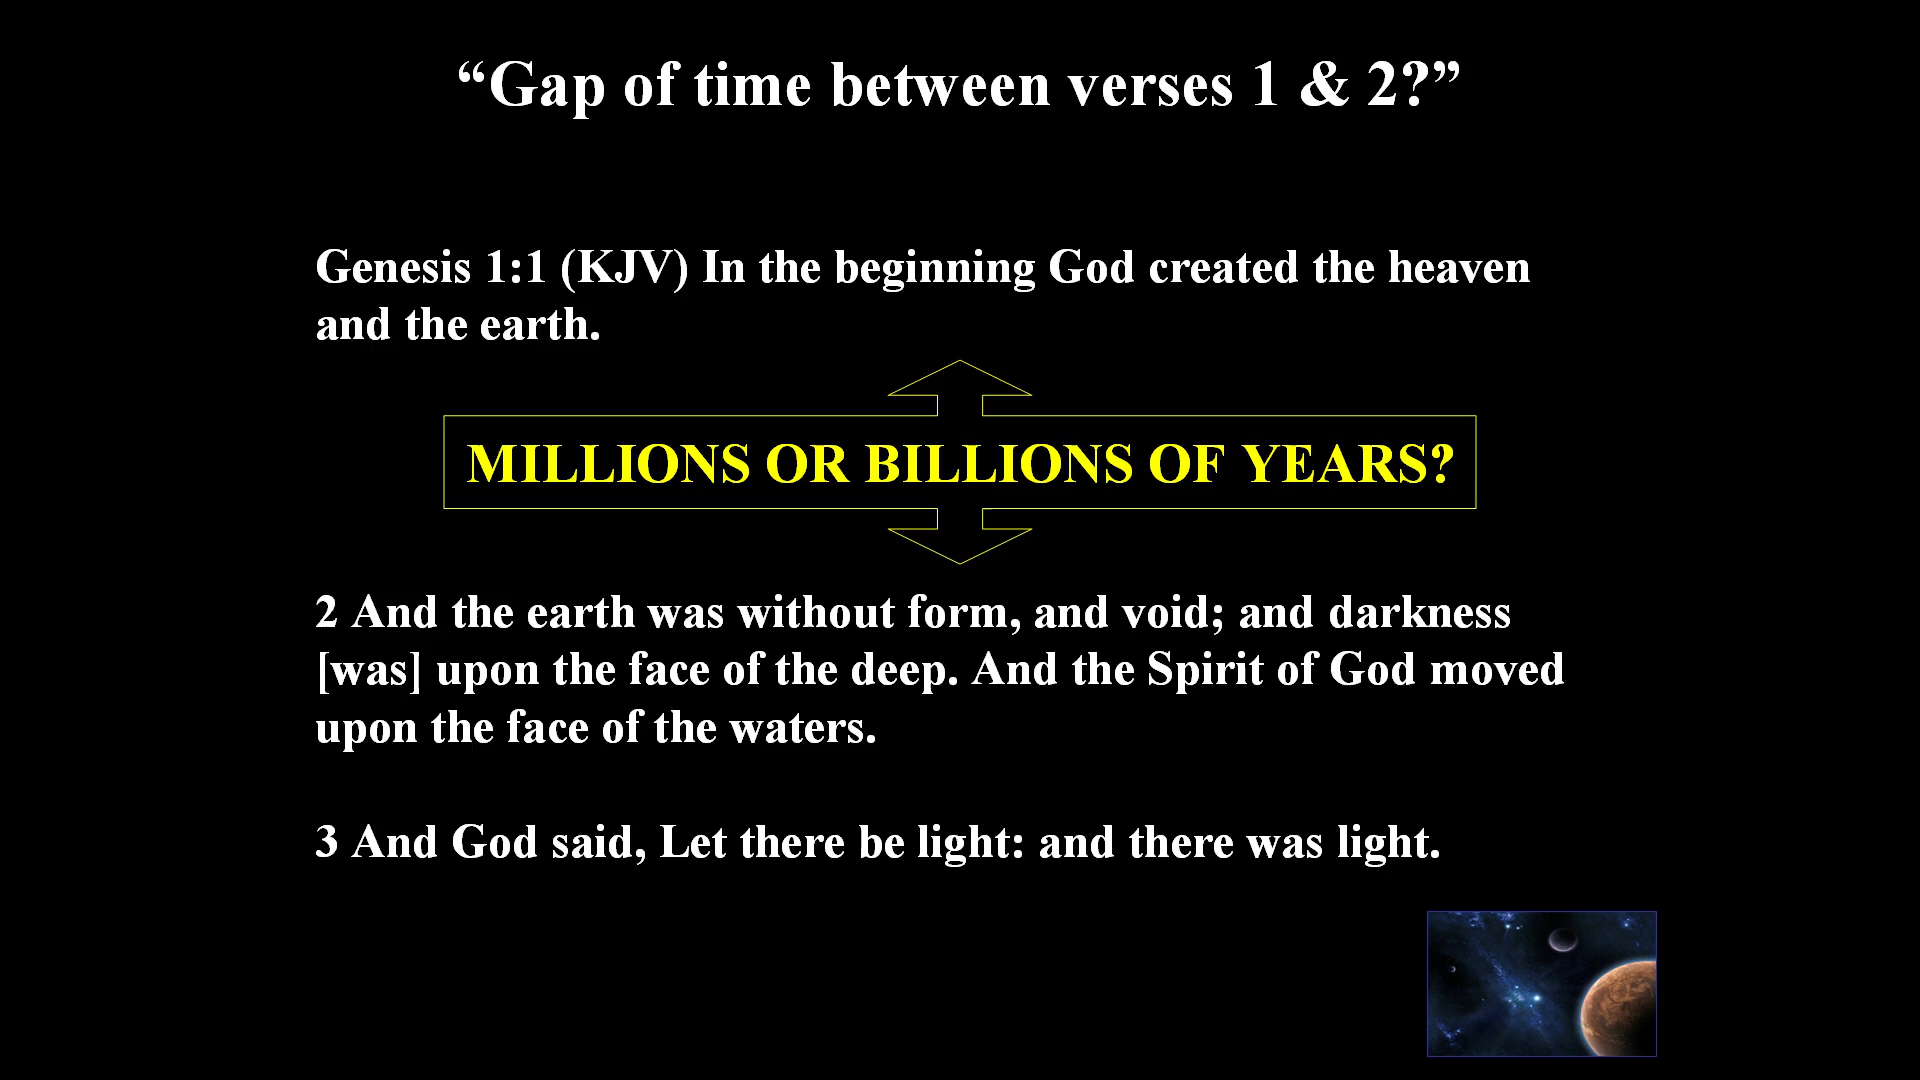 “Gap of time between verses 1 & 2?”
Genesis 1:1 (KJV) In the beginning God created the heaven
and the earth.
MILLIONS OR BILLIONS OF YEARS?
2 And the earth was without form, and void; and darkness
[was] upon the face of the deep. And the Spirit of God moved
upon the face of the waters.
3 And God said, Let there be light: and there was light.